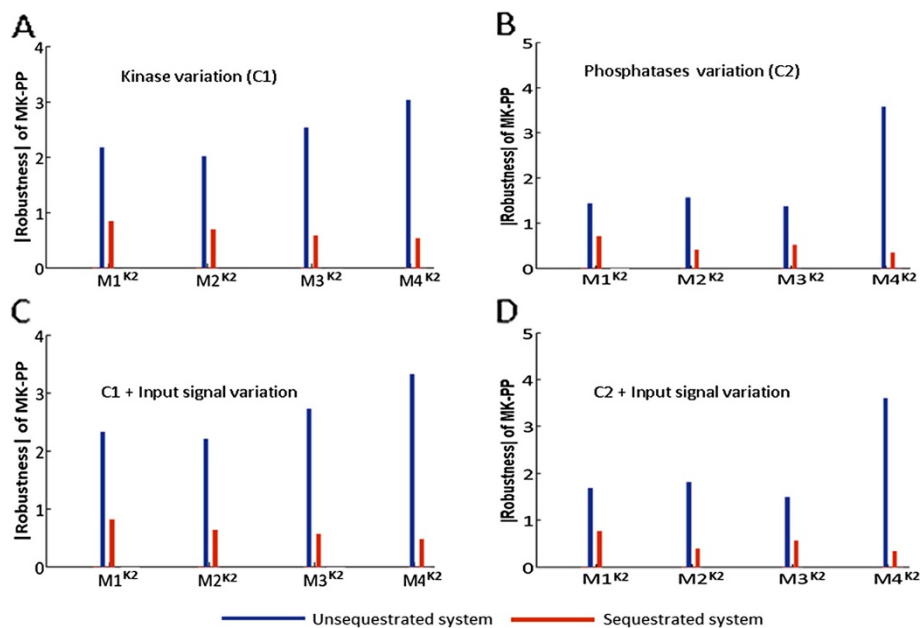 A
Kinase variation (C1)
|Robustness| of MK-PP
4
3
2
1
0
M1K2 M2K2 M3K2 M4K2
B
Phosphatases variation (C2)
|Robustness| of MK-PP
5
4
3
2
1
0
M1K2 M2K2 M3K2 M4K2
C
C1 + Input signal variation
|Robustness| of MK-PP
4
3
2
1
0
M1K2 M2K2 M3K2 M4K2
D
C2 + Input signal variation
|Robustness| of MK-PP
5
4
3
2
1
0
M1K2 M2K2 M3K2 M4K2
Unsequestrated system Sequestrated system